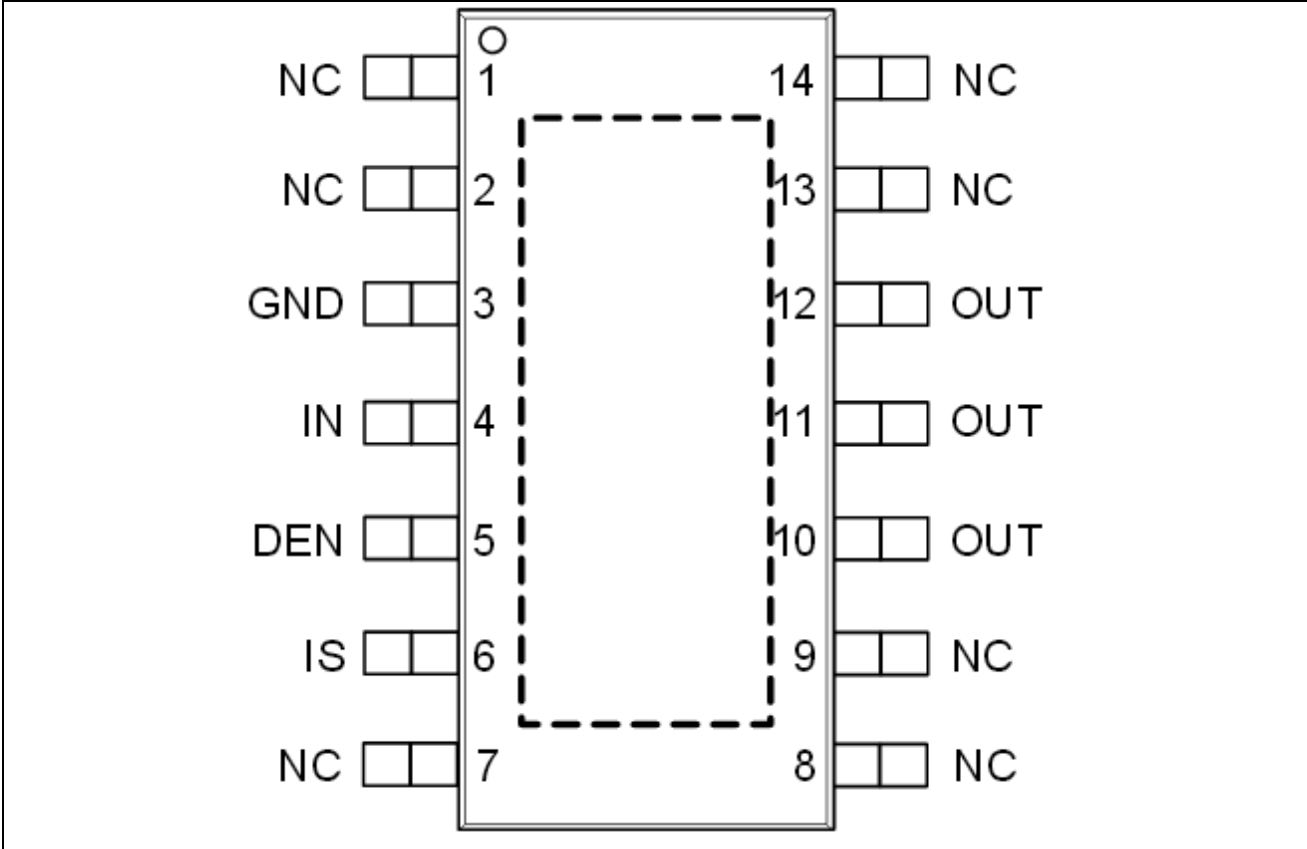 NC 1 14 NC
NC 2 13 NC
GND 3 12 OUT
IN 4 11 OUT
DEN 5 10 OUT
IS 6 9 NC
NC 7 8 NC